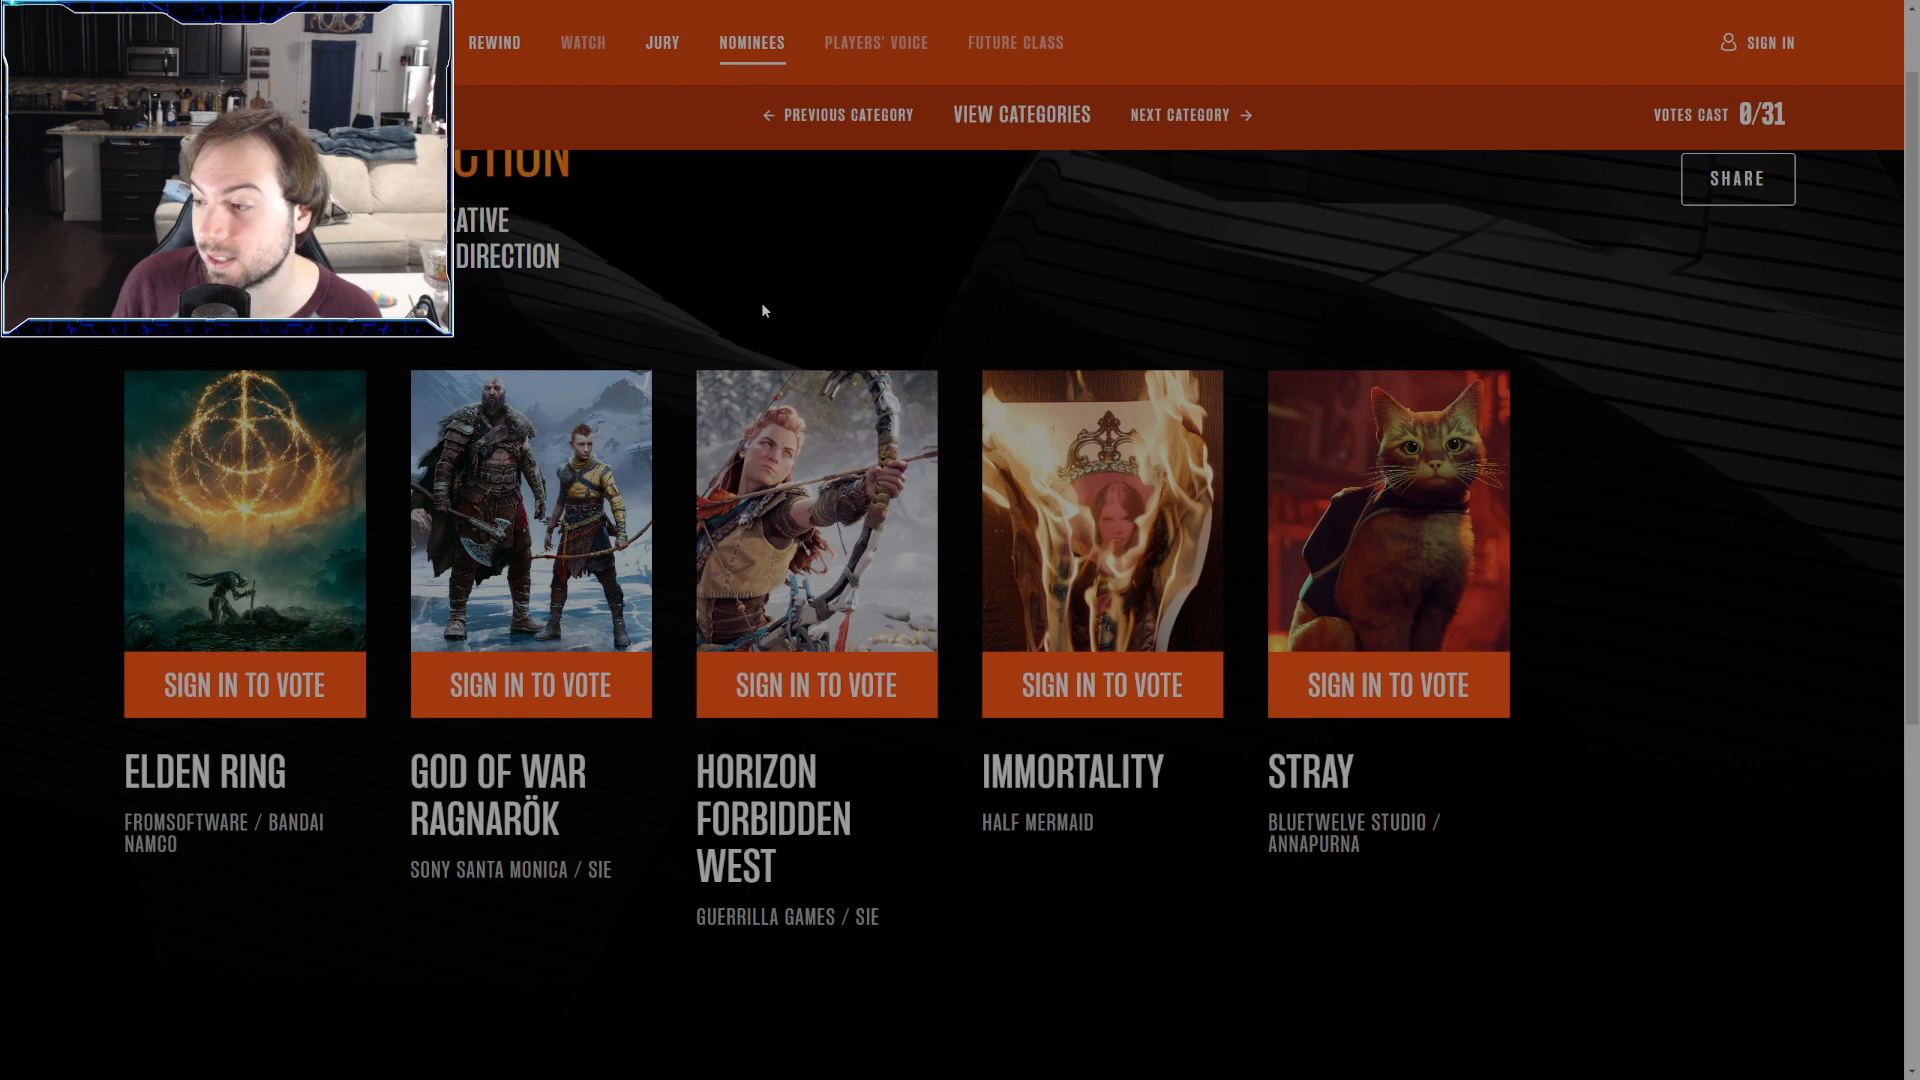 REWIND
WATCH
JURY
NOMINEES
PLAYERS' VOICE
FUTURE CLASS
SIGN IN
← PREVIOUS CATEGORY
VIEW CATEGORIES
NEXT CATEGORY →
VOTES CAST 0/31
CTION
SHARE
EATIVE
DIRECTION
SIGN IN TO VOTE
SIGN IN TO VOTE
SIGN IN TO VOTE
SIGN IN TO VOTE
SIGN IN TO VOTE
ELDEN RING
FROMSOFTWARE / BANDAI
NAMCO
GOD OF WAR
RAGNARÖK
SONY SANTA MONICA / SIE
HORIZON
FORBIDDEN
WEST
GUERRILLA GAMES / SIE
IMMORTALITY
HALF MERMAID
STRAY
BLUETWELVE STUDIO /
ANNAPURNA